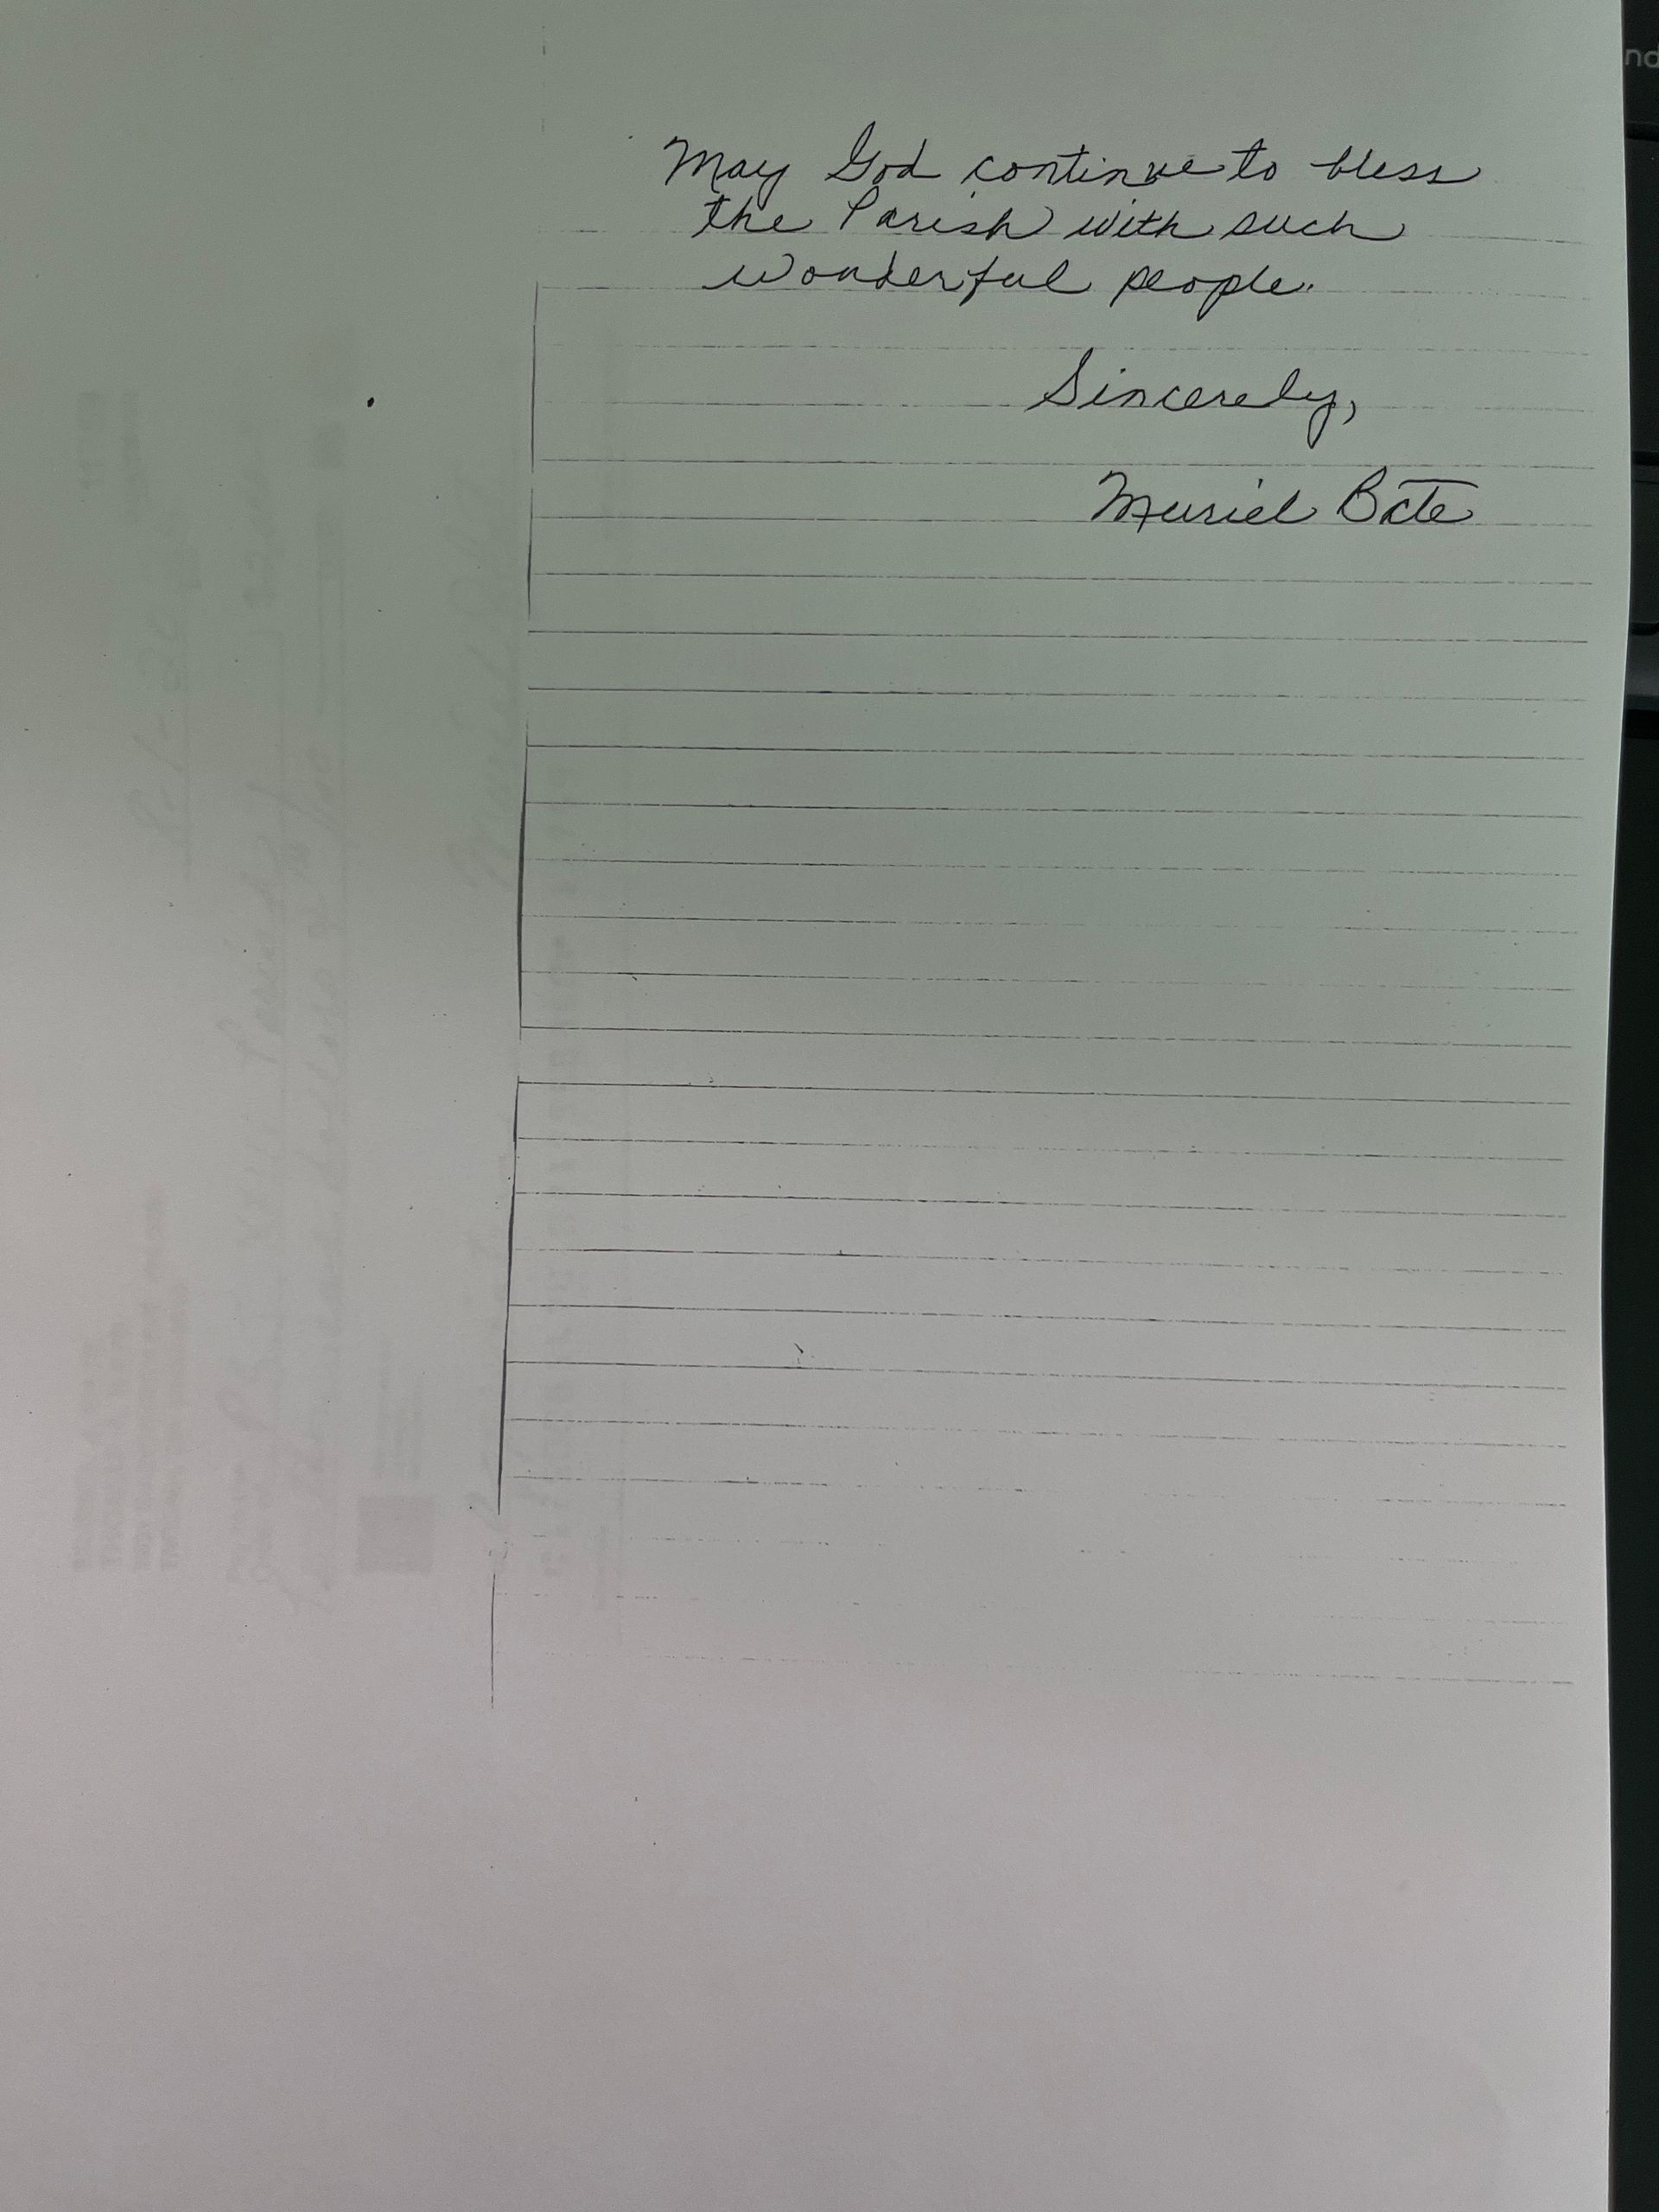 May God continue to bless
the Parish with such
wonderful people.
Sincerely,
Muriel Bate